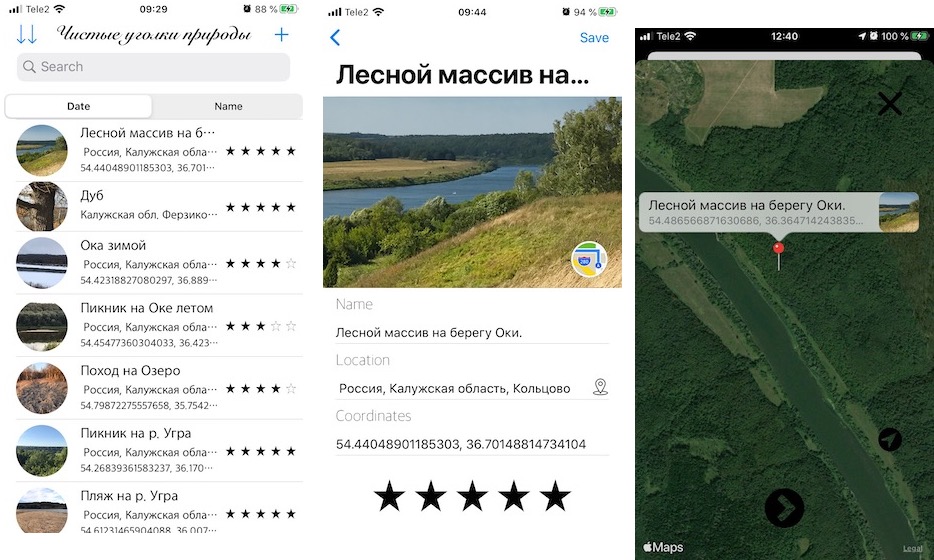 Tele2
09:29
88 %
Чистые уголки природы
Search
Date
Name
Лесной массив на б...
Россия, Калужская обла...
54.44048901185303, 36.701...
Дуб
Калужская обл. Ферзико...
Ока зимой
Россия, Калужская обла...
54.42318827080297, 36.889...
Пикник на Оке летом
Россия, Калужская обла...
54.45477360304033, 36.423...
Поход на Озеро
Россия, Калужская обла...
54.79872275557658, 35.7542...
Пикник на р. Угра
Россия, Калужская обла...
54.26839361583237, 36.170...
Пляж на р. Угра
Россия, Калужская обла...
54.61231465904088, 36.007...
Tele2
09:44
94 %
Save
Лесной массив на...
280
Name
Лесной массив на берегу Оки.
Location
Россия, Калужская область, Кольцово
Coordinates
54.44048901185303, 36.70148814734104
Tele2
12:40
100 %
Лесной массив на берегу Оки.
54.486566871630686, 36.364714243835...
Maps
Legal